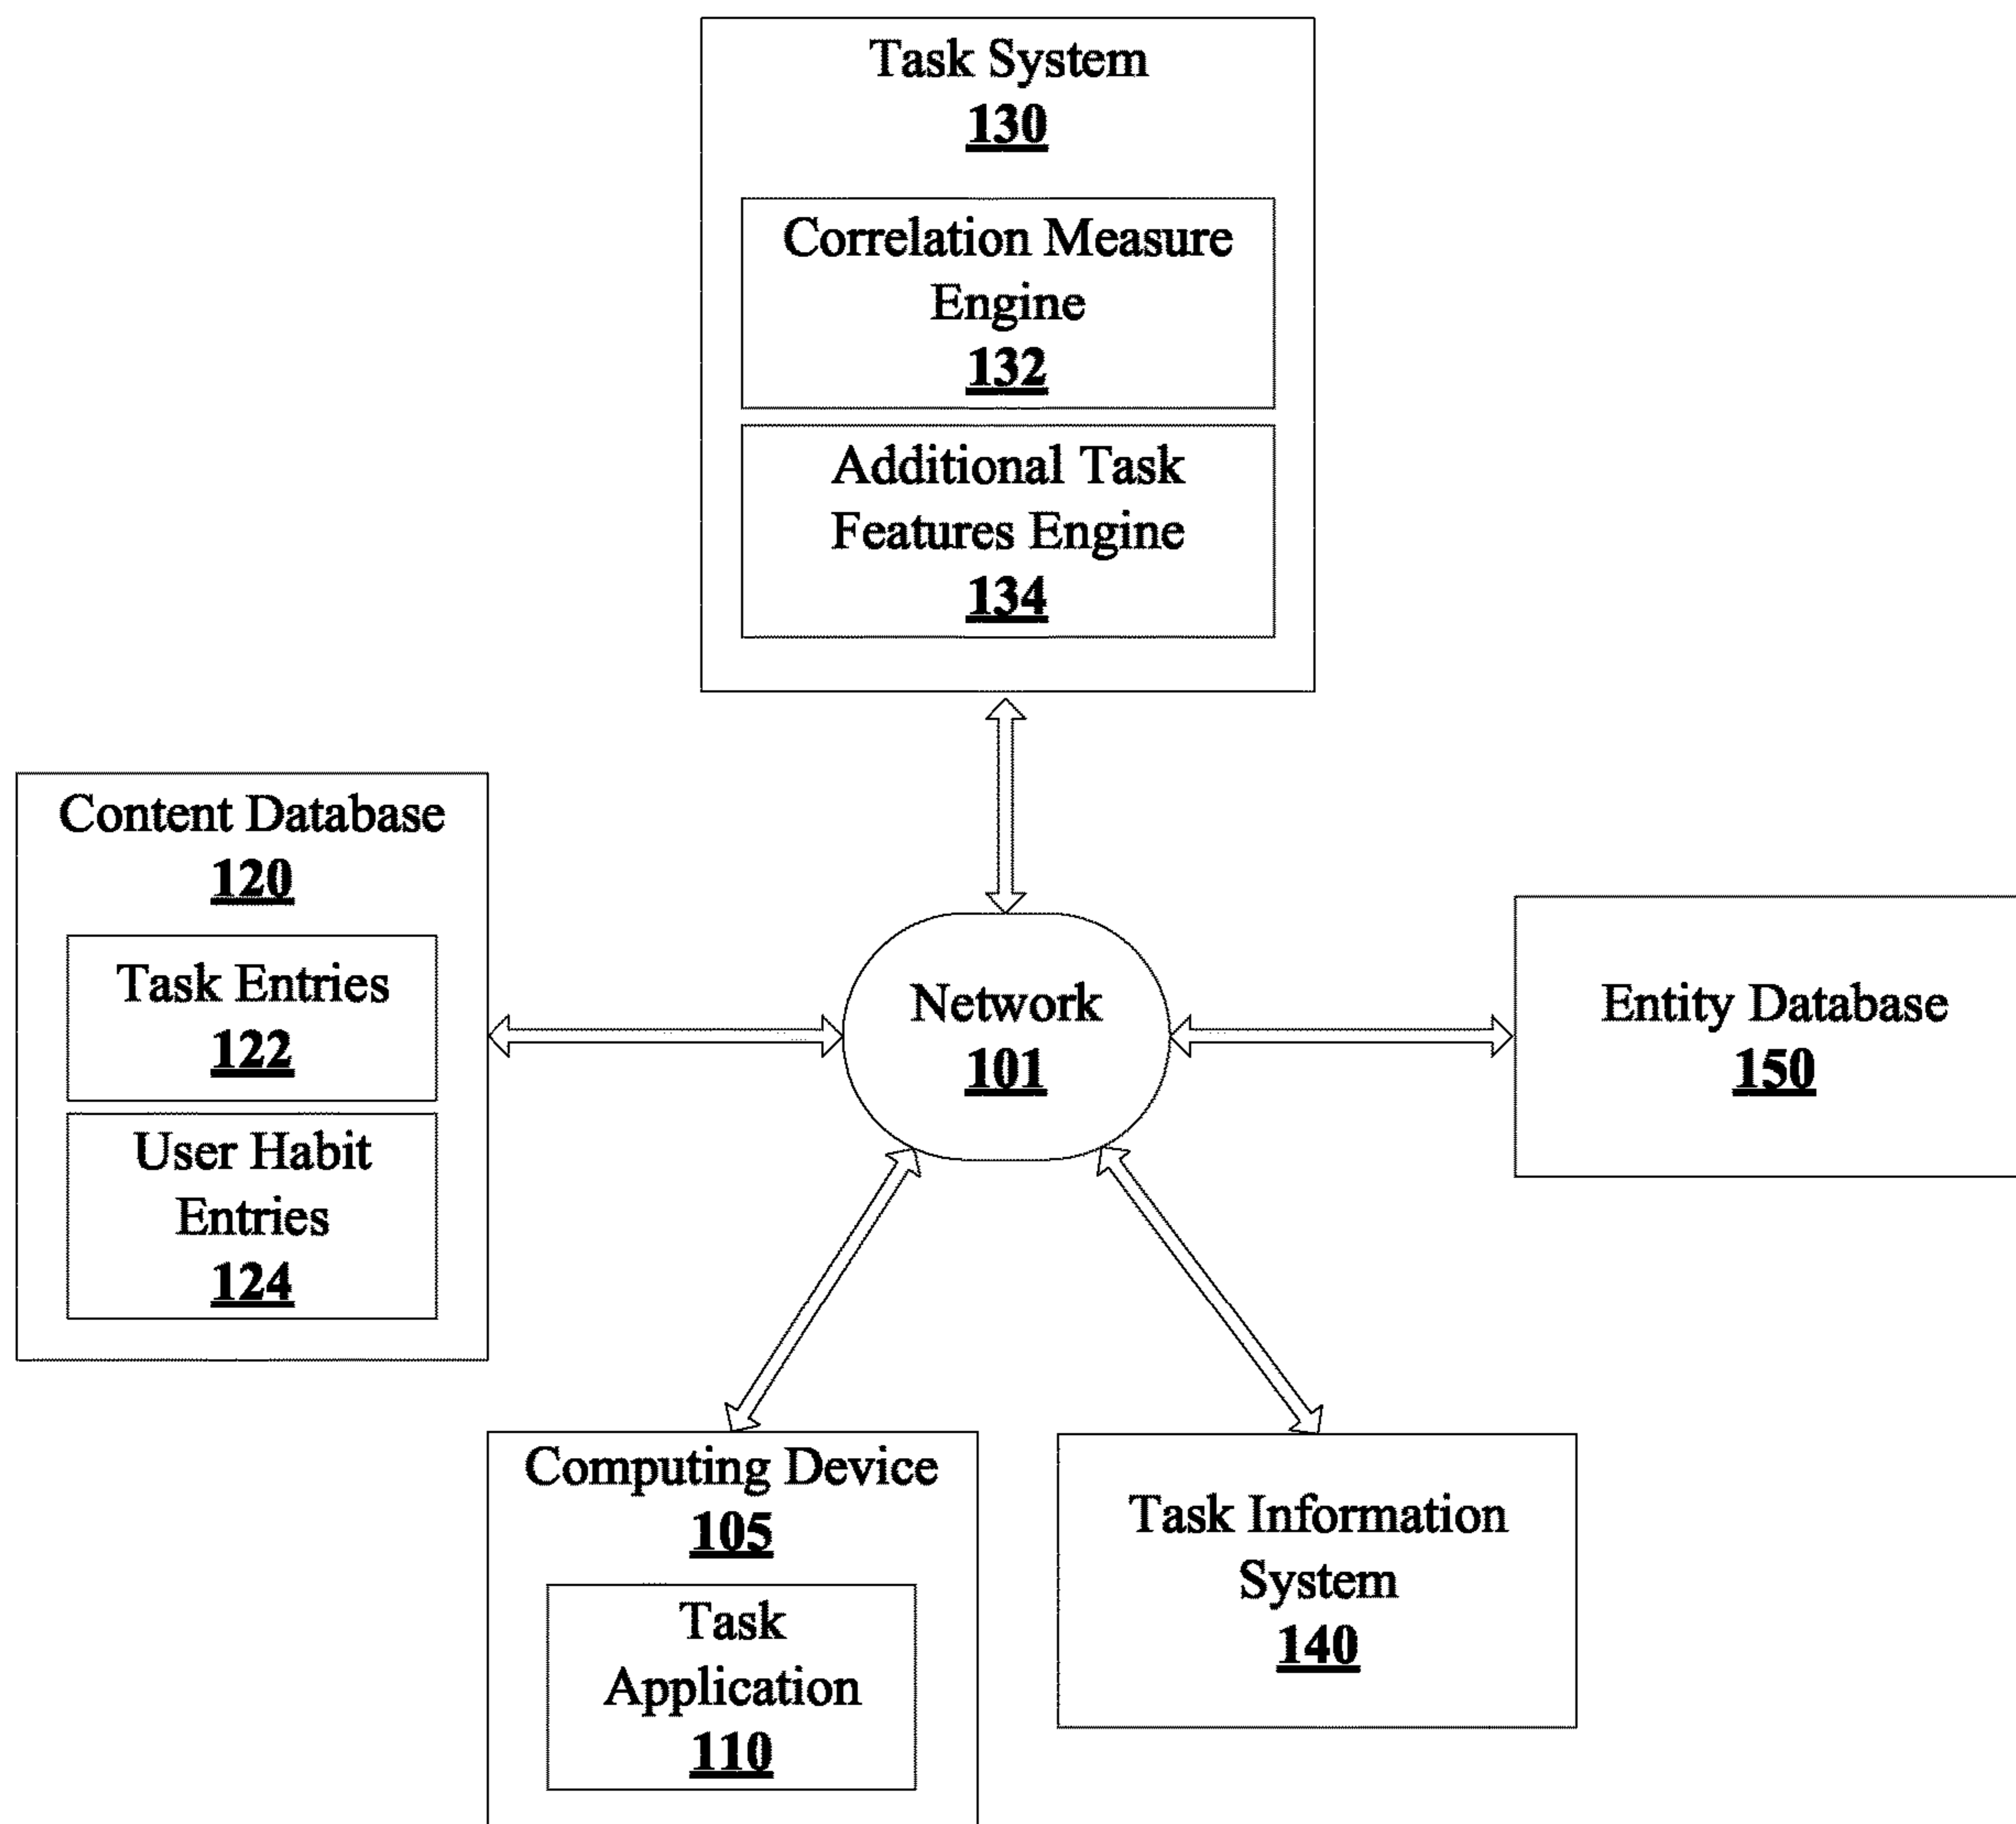 Task System
130
Correlation Measure
Engine
132
Additional Task
Features Engine
134
Content Database
120
Task Entries
122
User Habit
Entries
124
Network
101
Entity Database
150
Computing Device
105
Task
Application
110
Task Information
System
140